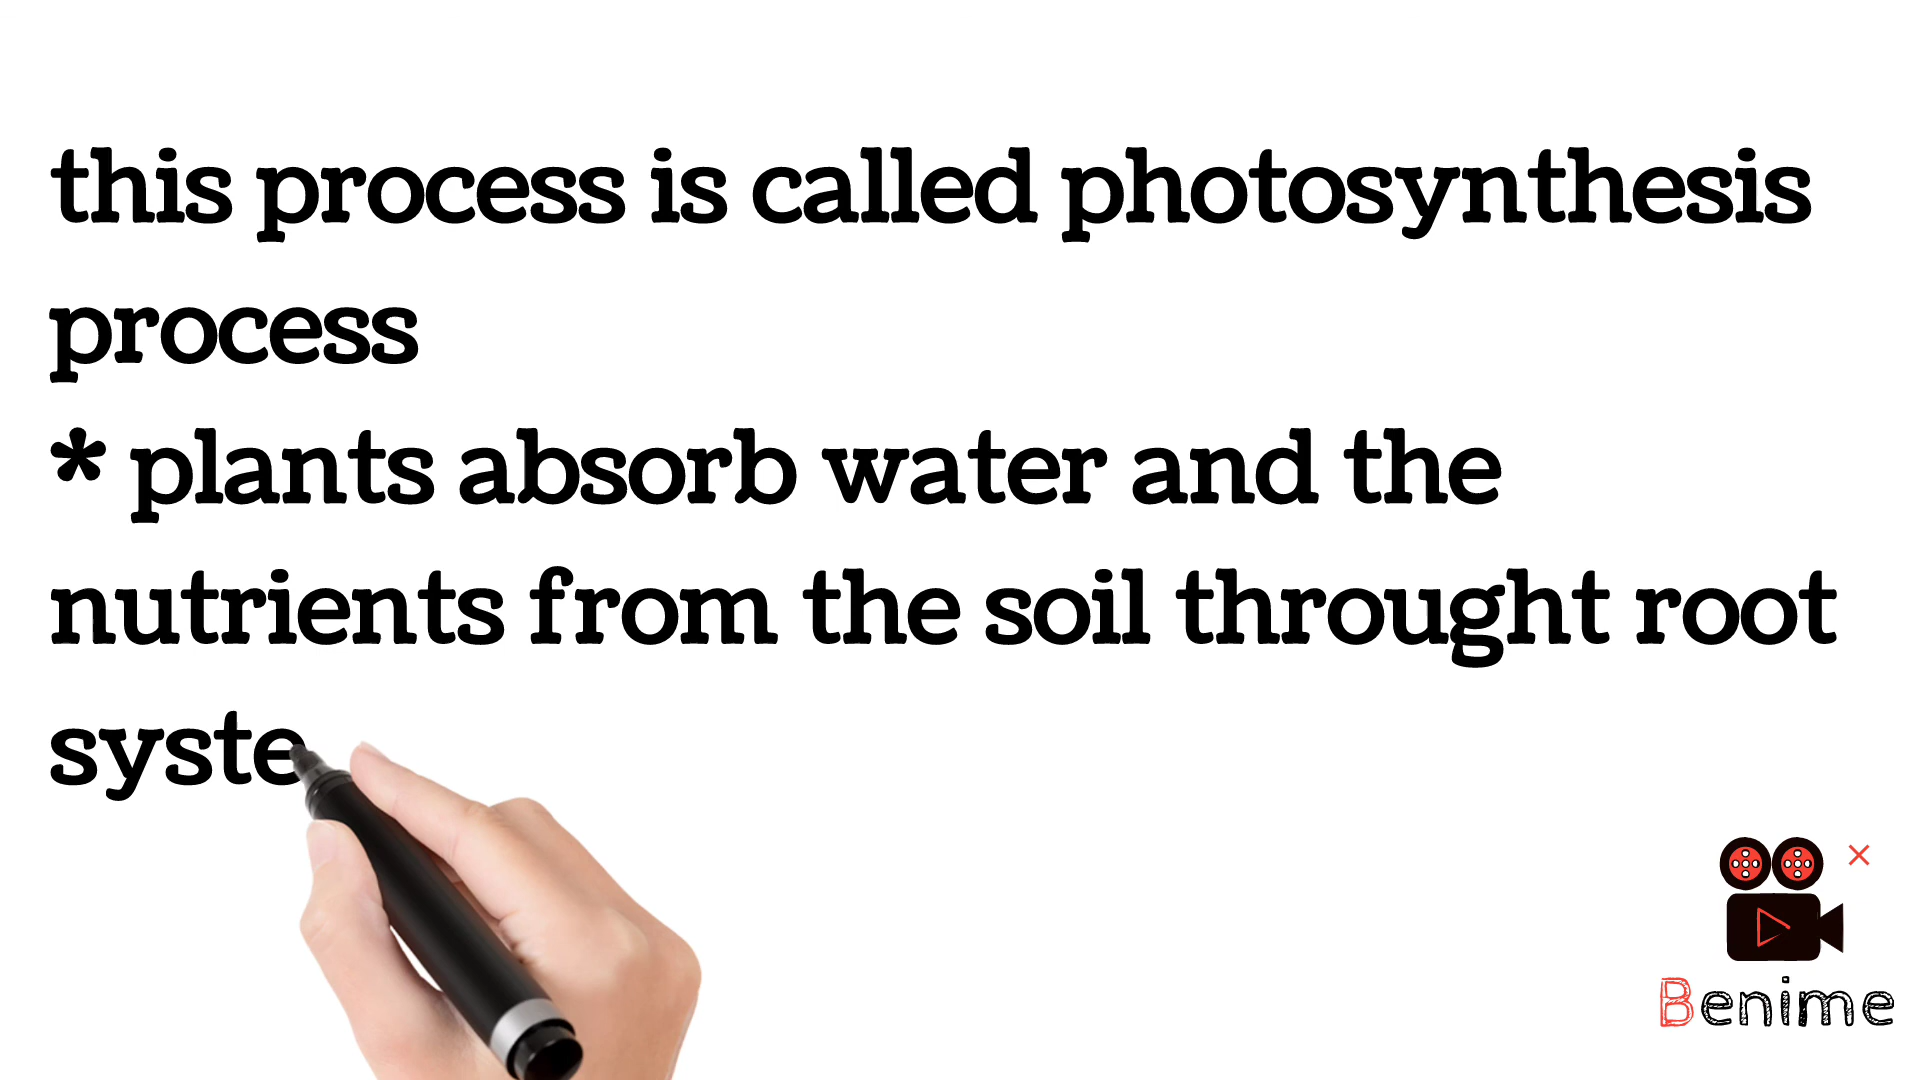 this process is called photosynthesis
process
* plants absorb water and the
nutrients from the soil throught root
syste
Benime